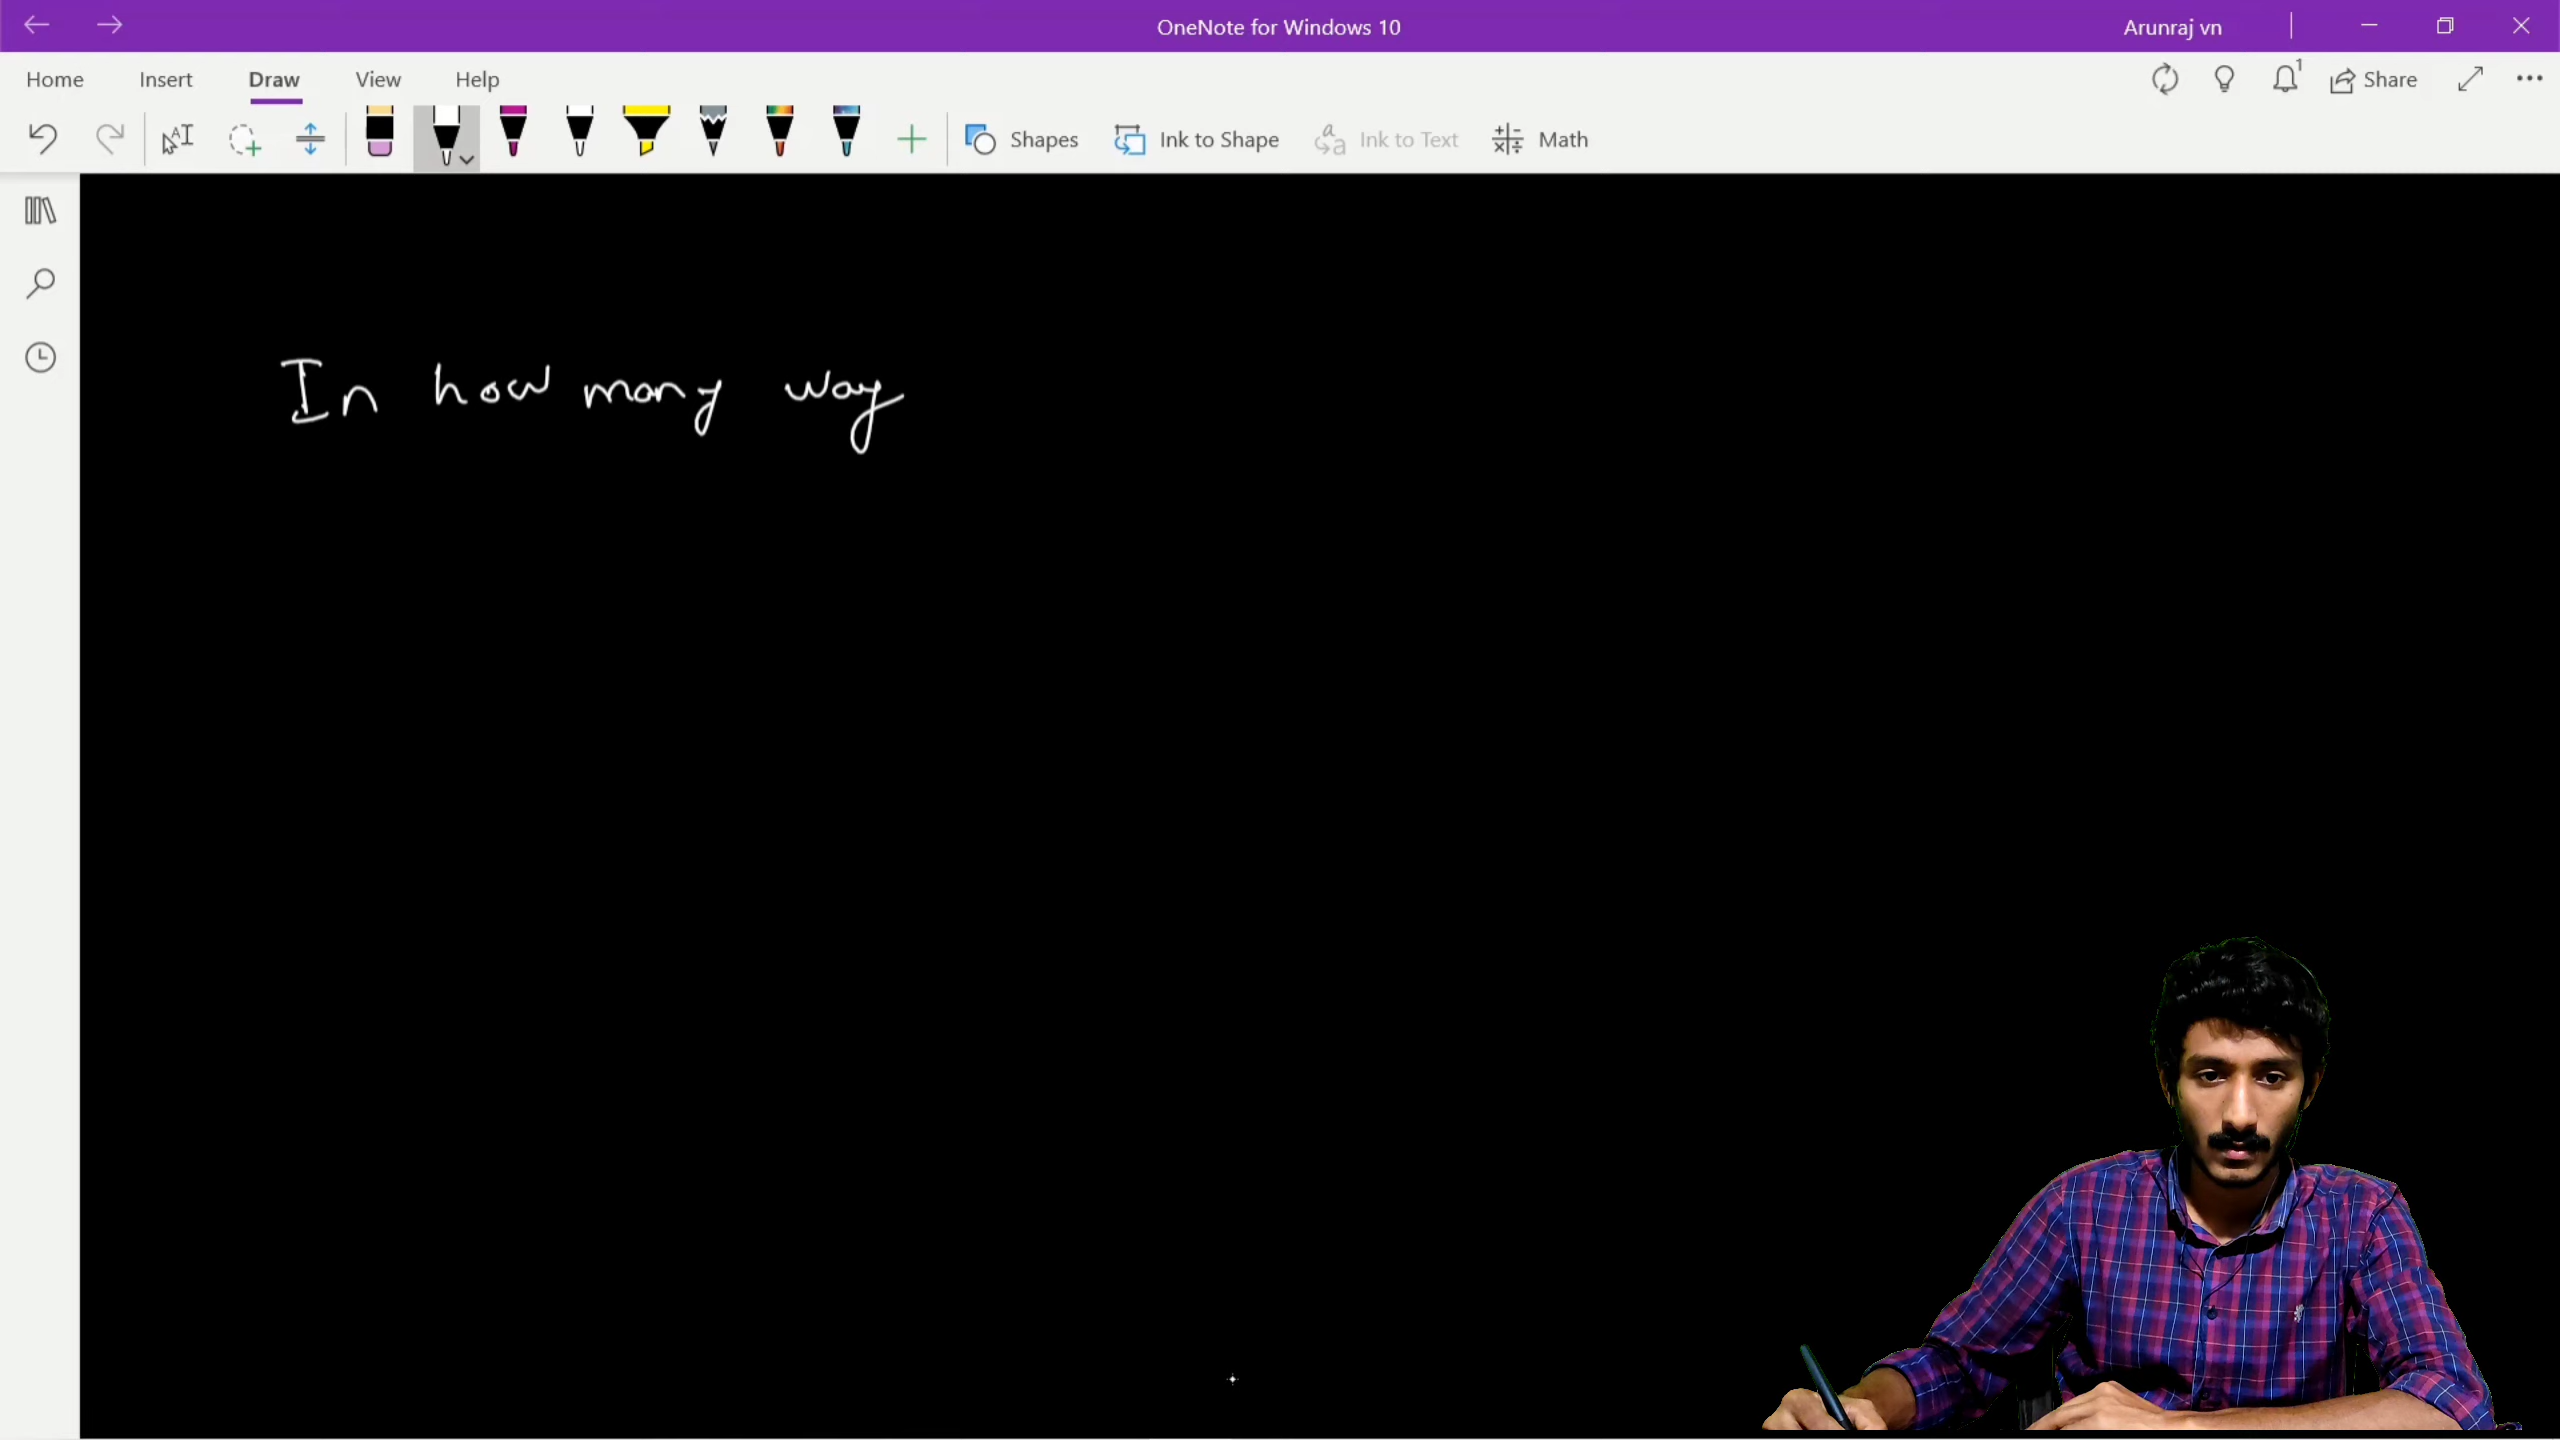 OneNote for Windows 10
Arunraj vn
Home Insert Draw View Help
1
Share
Shapes Ink to Shape Ink to Text Math
In how many way